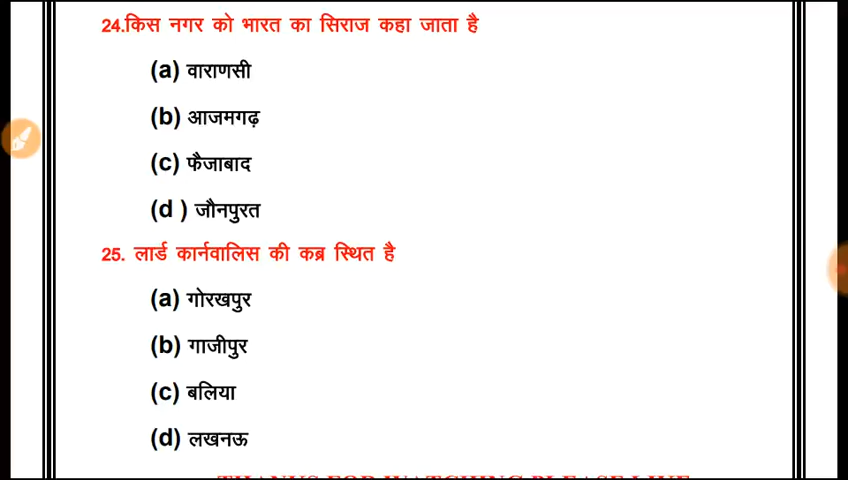 24.किस नगर को भारत का सिराज कहा जाता है
(a) वाराणसी
(b) आजमगढ़
(c) फैजाबाद
(d ) जौनपुरत
25. लार्ड कार्नवालिस की कब्र स्थित है
(a) गोरखपुर
(b) गाजीपुर
(c) बलिया
(d) लखनऊ